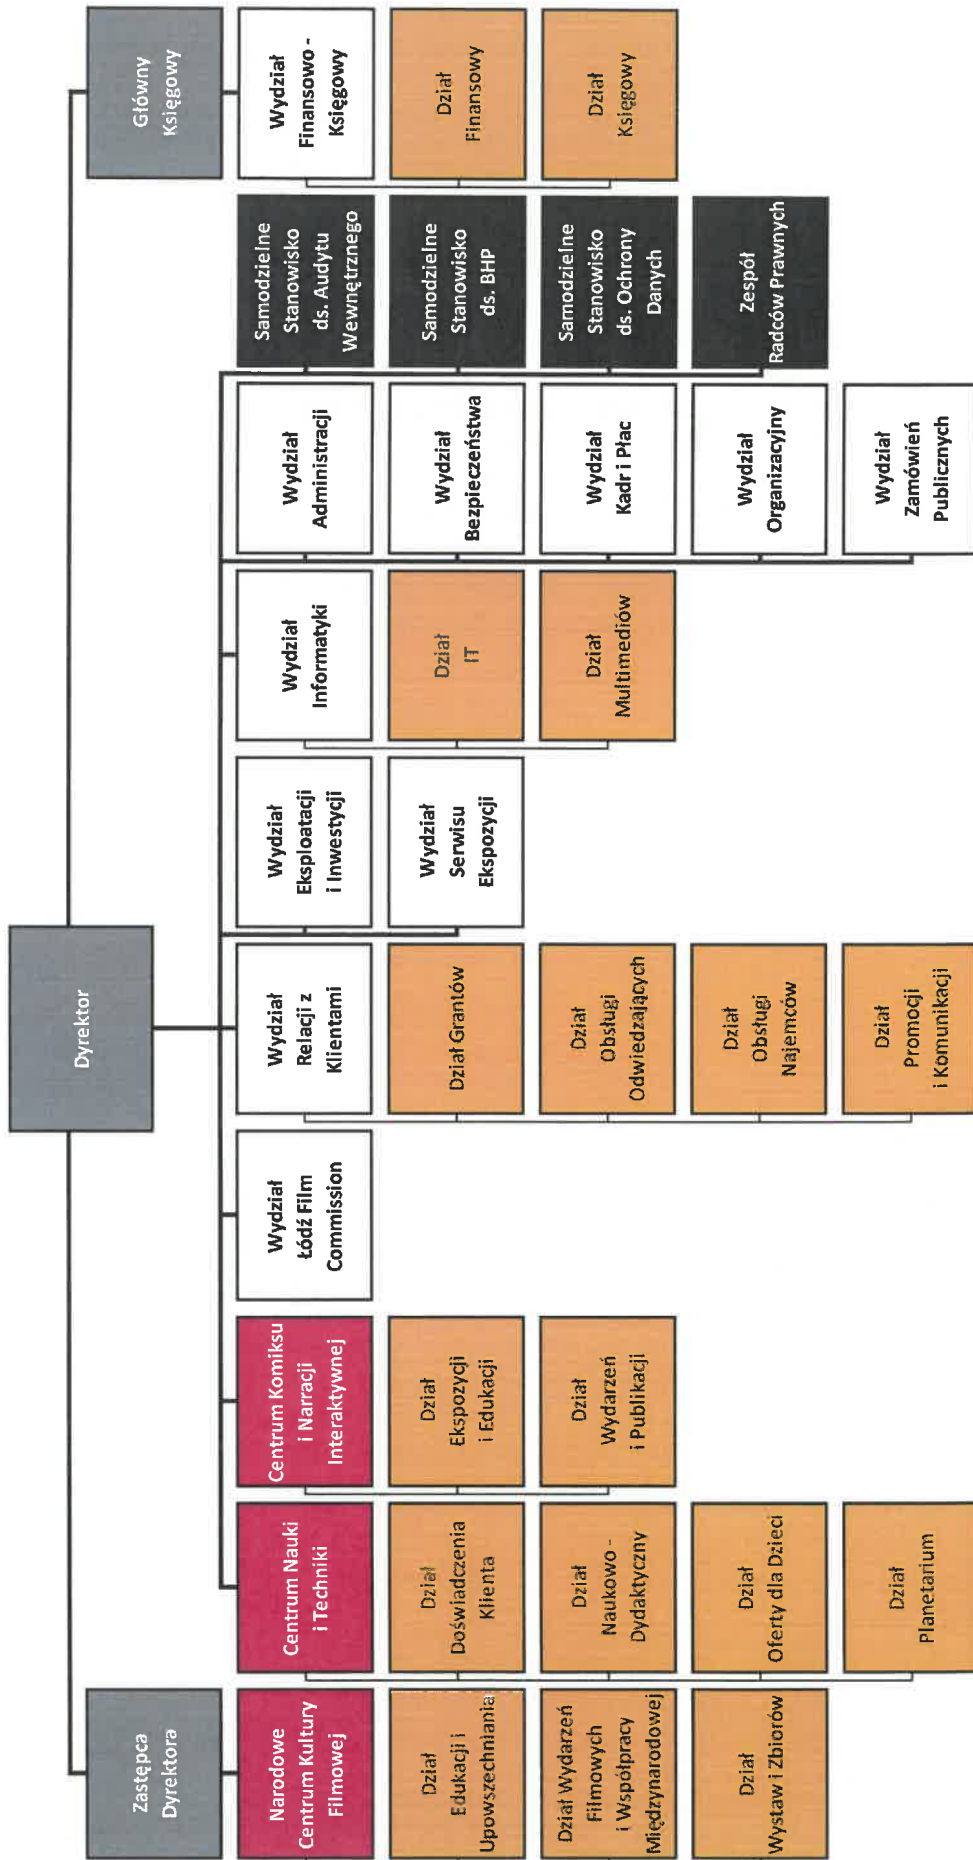 Dyrektor
Zastępca
Dyrektora
Główny
Księgowy
Narodowe
Centrum Kultury
Filmowej
Dział
Edukacji i
Upowszechniania
Dział Wydarzeń
Filmowych
i Współpracy
Międzynarodowej
Dział
Wystaw i Zbiorów
Centrum Nauki
i Techniki
Dział
Doświadczenia
Klienta
Dział
Naukowo -
Dydaktyczny
Dział
Oferty dla Dzieci
Dział
Planetarium
Centrum Komiksu
i Narracji
Interaktywnej
Dział
Ekspozycji
i Edukacji
Dział
Wydarzeń
i Publikacji
Wydział
Łódź Film
Commission
Wydział
Relacji z
Klientami
Dział Grantów
Dział
Obsługi
Odwiedzających
Dział
Obsługi
Najemców
Dział
Promocji
i Komunikacji
Wydział
Eksploatacji
i Inwestycji
Wydział
Serwisu
Ekspozycji
Wydział
Informatyki
Dział
IT
Dział
Multimediów
Wydział
Administracji
Wydział
Bezpieczeństwa
Wydział
Kadr i Płac
Wydział
Organizacyjny
Wydział
Zamówień
Publicznych
Samodzielne
Stanowisko
ds. Audytu
Wewnętrznego
Samodzielne
Stanowisko
ds. BHP
Samodzielne
Stanowisko
ds. Ochrony
Danych
Zespół
Radców Prawnych
Wydział
Finansowo -
Księgowy
Dział
Finansowy
Dział
Księgowy